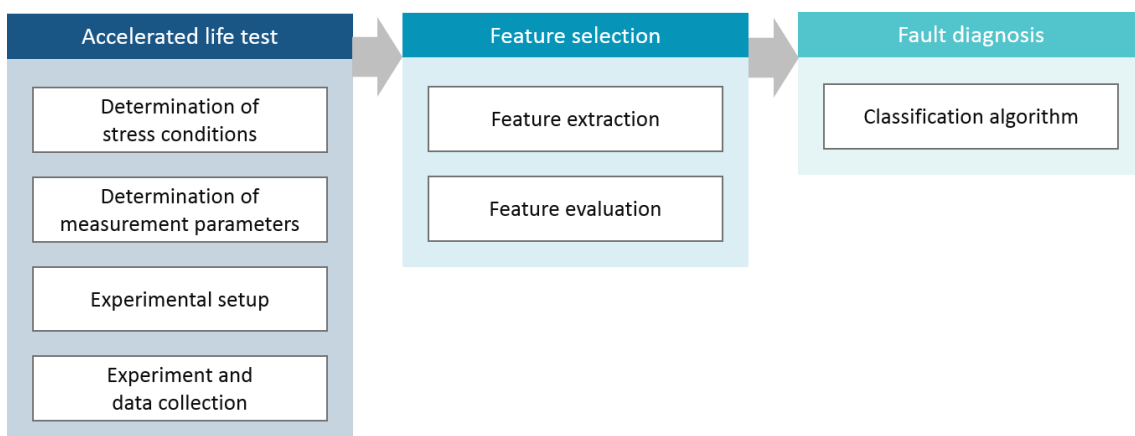 Accelerated life test
Determination of
stress conditions
Determination of
measurement parameters
Experimental setup
Experiment and
data collection
Feature selection
Feature extraction
Feature evaluation
Fault diagnosis
Classification algorithm